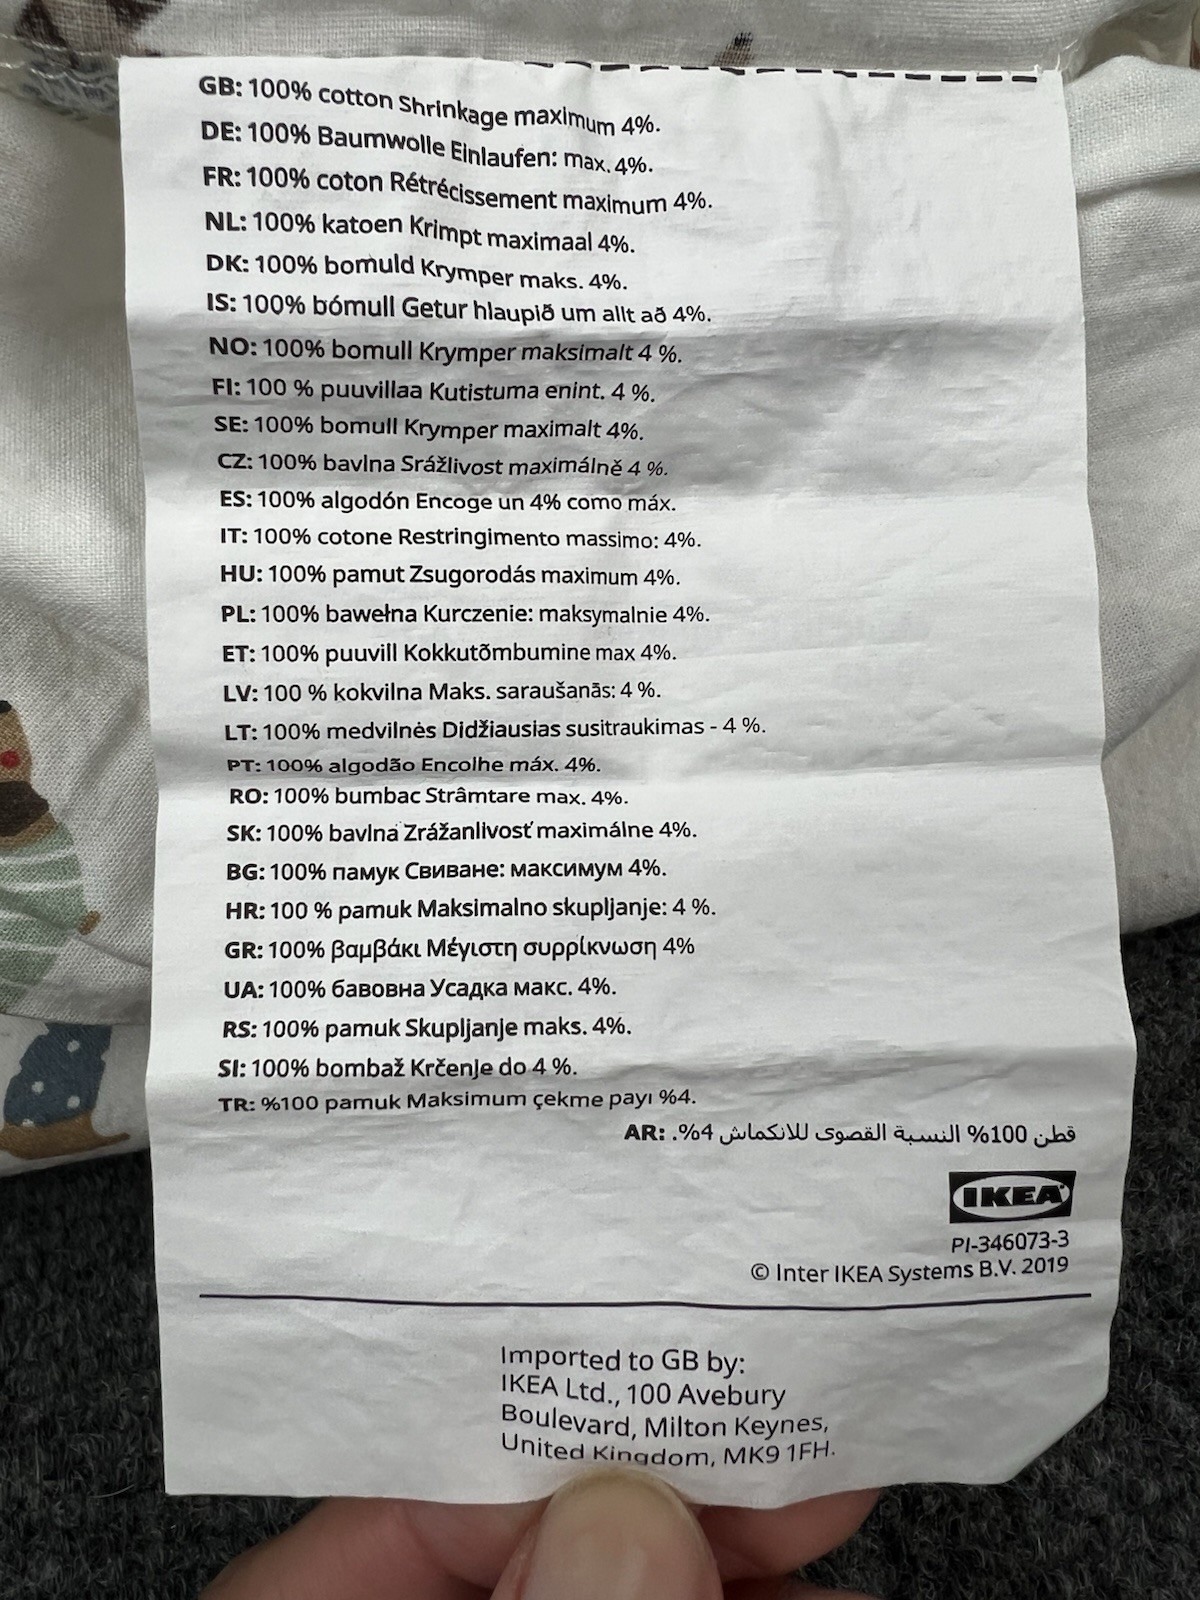 GB: 100% cotton Shrinkage maximum 4%.
DE: 100% Baumwolle Einlaufen: max. 4%.
FR: 100% coton Rétrécissement maximum 4%.
NL: 100% katoen Krimpt maximaal 4%.
DK: 100% bomuld Krymper maks. 4%.
IS: 100% bómull Getur hlaupið um allt að 4%.
NO: 100% bomull Krymper maksimalt 4 %.
FI: 100 % puuvillaa Kutistuma enint. 4 %.
SE: 100% bomull Krymper maximalt 4%.
CZ: 100% bavlna Srážlivost maximálně 4 %.
ES: 100% algodón Encoge un 4% como máx.
IT: 100% cotone Restringimento massimo: 4%.
HU: 100% pamut Zsugorodás maximum 4%.
PL: 100% bawełna Kurczenie: maksymalnie 4%.
ET: 100% puuvill Kokkutõmbumine max 4%.
LV: 100 % kokvilna Maks. saraušanās: 4 %.
LT: 100% medvilnės Didžiausias susitraukimas - 4 %.
PT: 100% algodão Encolhe máx. 4%.
RO: 100% bumbac Strâmtare max. 4%.
SK: 100% bavlna Zrážanlivosť maximálne 4%.
BG: 100% памук Свиване: максимум 4%.
HR: 100 % pamuk Maksimalno skupljanje: 4 %.
GR: 100% βαμβάκι Μέγιστη συρρίκνωση 4%
UA: 100% бавовна Усадка макс. 4%.
RS: 100% pamuk Skupljanje maks. 4%.
SI: 100% bombaž Krčenje do 4 %.
TR: %100 pamuk Maksimum çekme payı %4.
AR: قطن 100% النسبة القصوى للانكماش 4%.
IKEA
PI-346073-3
© Inter IKEA Systems B.V. 2019
Imported to GB by:
IKEA Ltd., 100 Avebury
Boulevard, Milton Keynes,
United Kingdom, MK9 1FH.